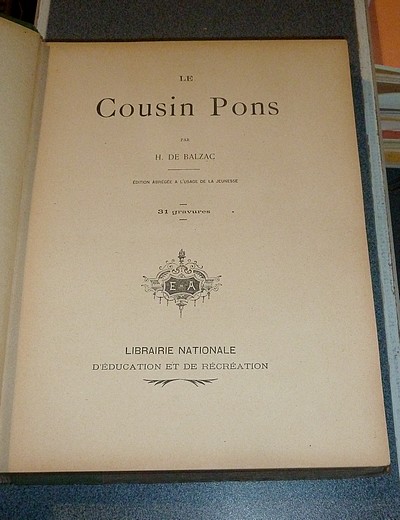 LE
Cousin Pons
PAR
H. DE BALZAC
ÉDITION ABRÉGÉE A L'USAGE DE LA JEUNESSE
31 gravures
E A
LIBRAIRIE NATIONALE
D'ÉDUCATION ET DE RÉCRÉATION